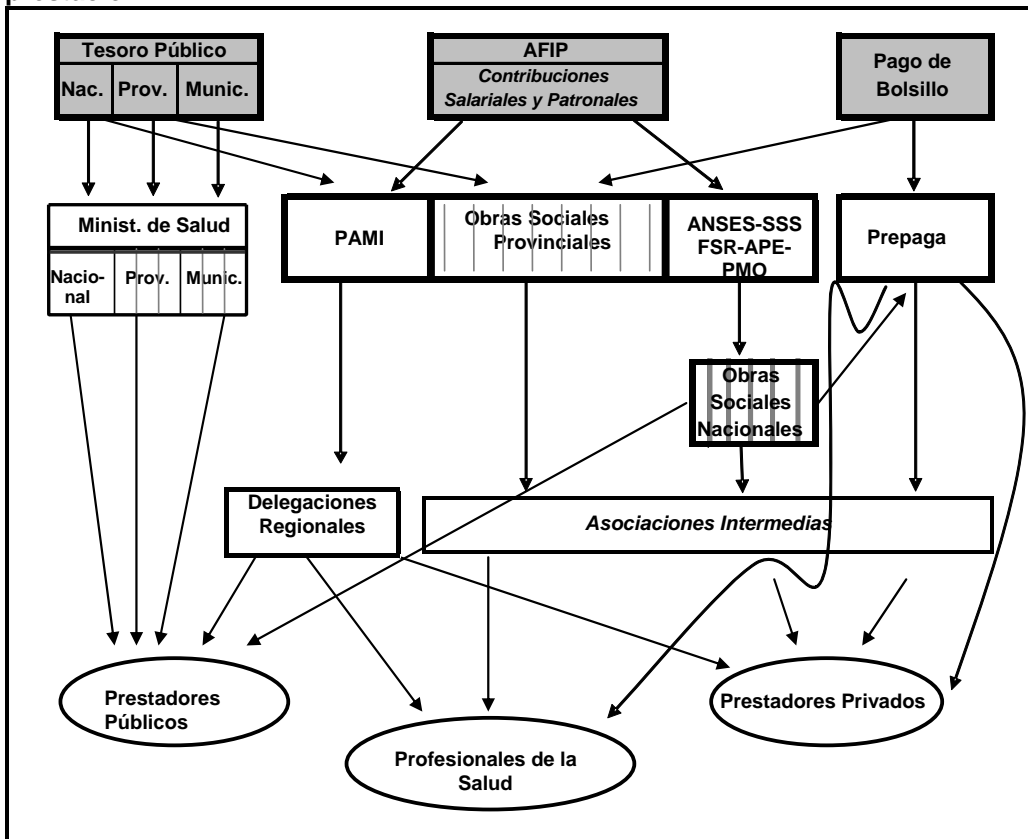 Tesoro Público
Nac. Prov. Munic.
AFIP
Contribuciones
Salariales y Patronales
Pago de
Bolsillo
Minist. de Salud
Nacio-
nal
Prov. Munic.
PAMI
Obras Sociales
Provinciales
ANSES-SSS
FSR-APE-
PMO
Prepaga
Obras
Sociales
Nacionales
Delegaciones
Regionales
Asociaciones Intermedias
Prestadores
Públicos
Profesionales de la
Salud
Prestadores Privados